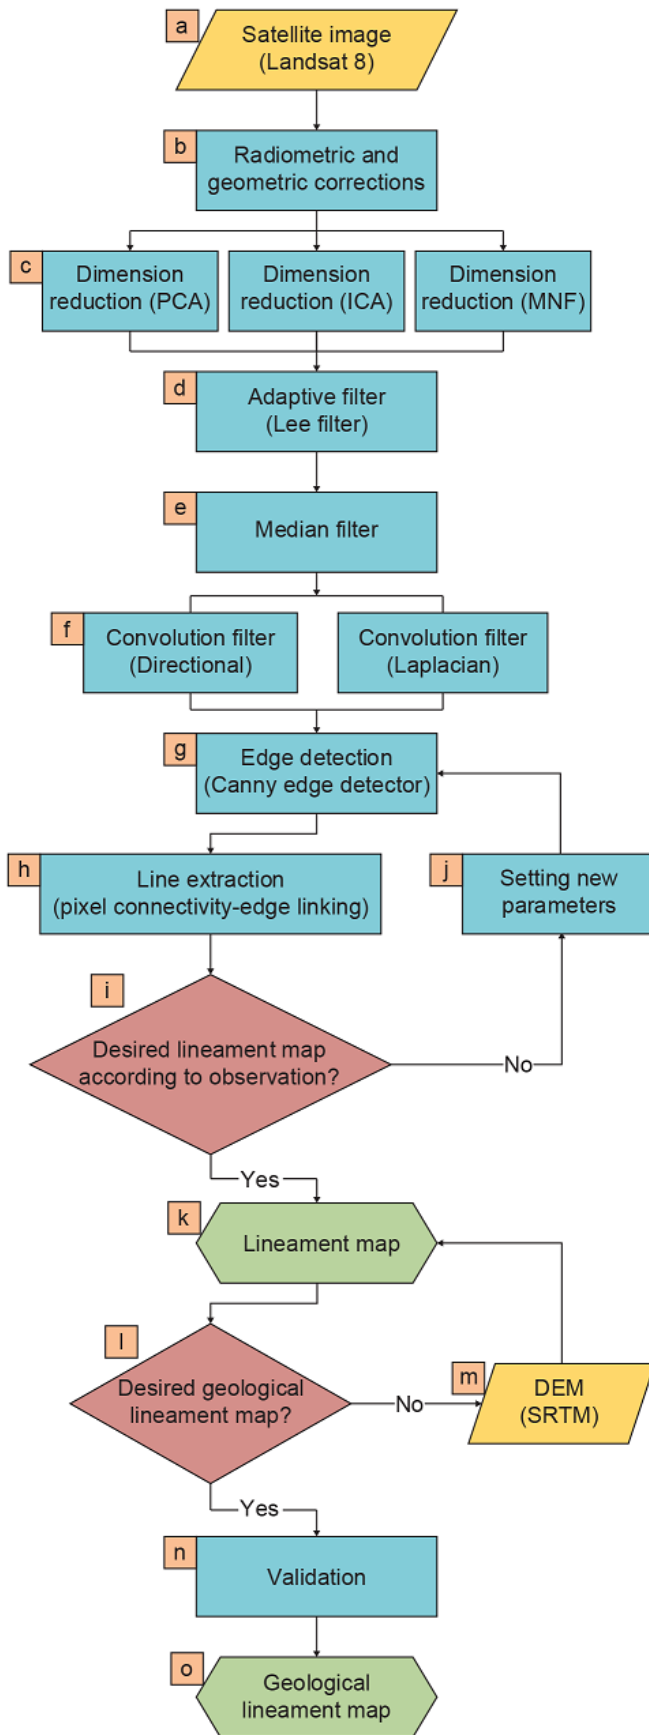 a
Satellite image
(Landsat 8)
b
Radiometric and
geometric corrections
c
Dimension
reduction (PCA)
Dimension
reduction (ICA)
Dimension
reduction (MNF)
d
Adaptive filter
(Lee filter)
e
Median filter
f
Convolution filter
(Directional)
Convolution filter
(Laplacian)
g
Edge detection
(Canny edge detector)
h
Line extraction
(pixel connectivity-edge linking)
j
Setting new
parameters
i
Desired lineament map
according to observation?
No
Yes
k
Lineament map
l
Desired geological
lineament map?
No
m
DEM
(SRTM)
Yes
n
Validation
o
Geological
lineament map